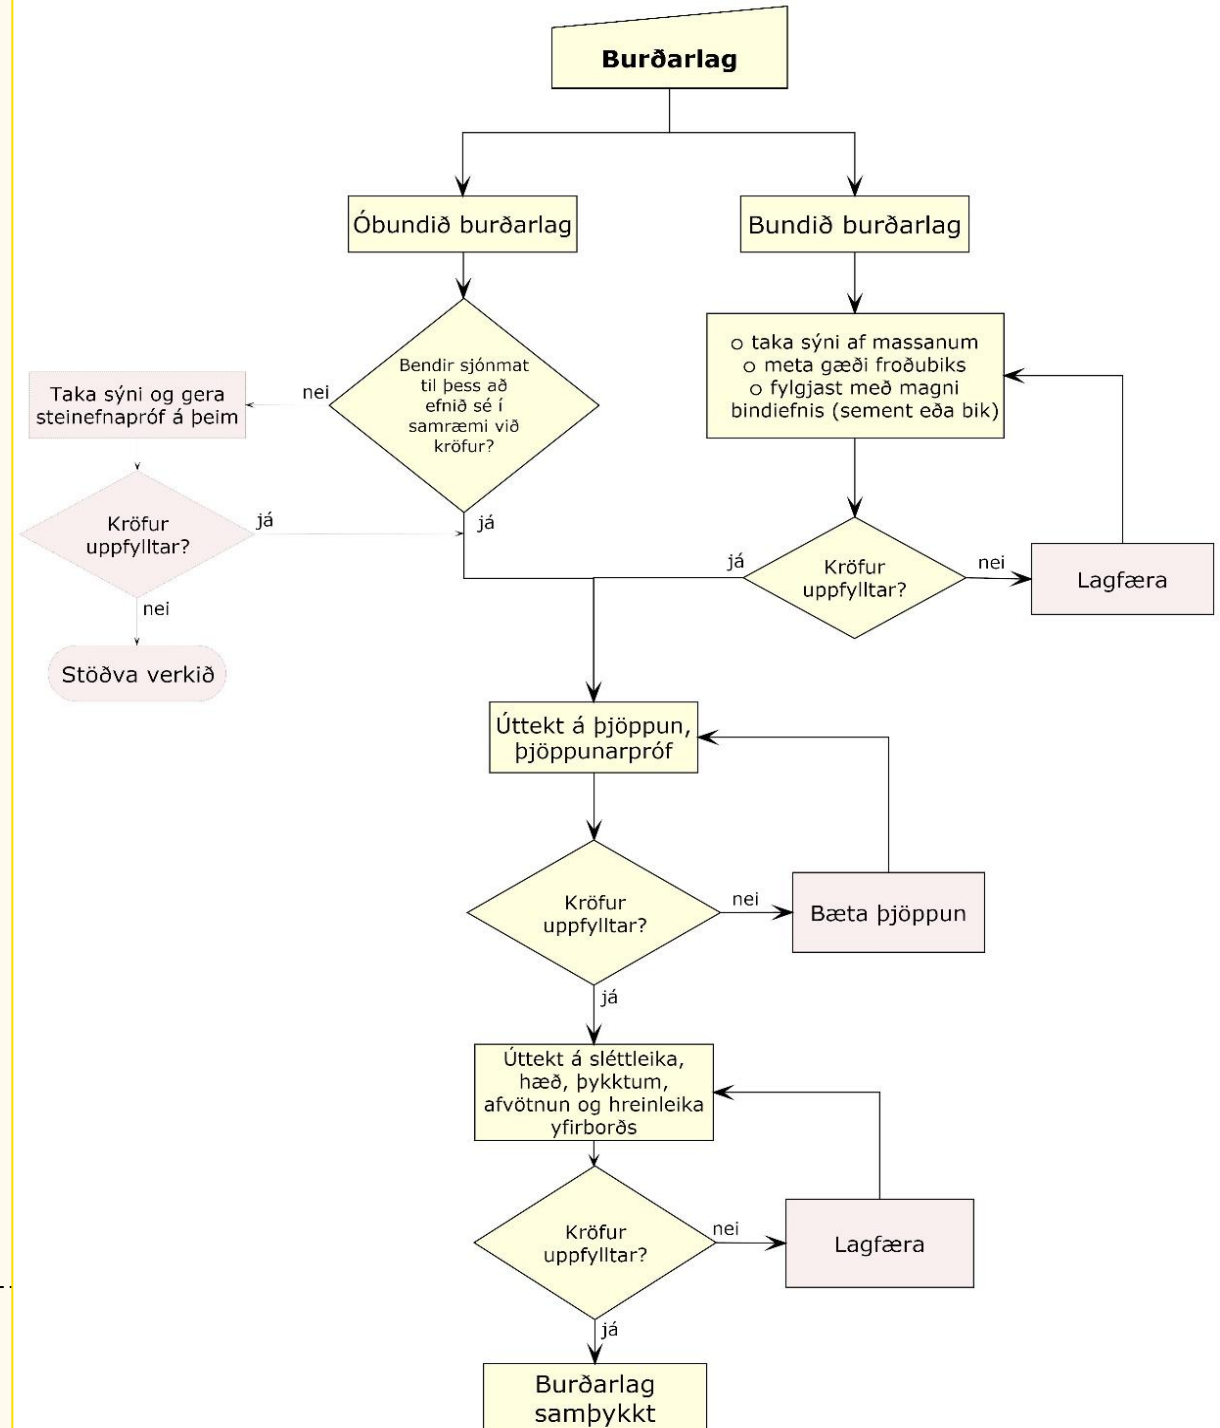 Burðarlag
Óbundið burðarlag
Bundið burðarlag
Bendir sjónmat
til þess að
efnið sé í
samræmi við
kröfur?
nei
já
Taka sýni og gera
steinefnapróf á þeim
Kröfur
uppfylltar?
já
nei
Stöðva verkið
o taka sýni af massanum
o meta gæði froðubiks
o fylgjast með magni
bindiefnis (sement eða bik)
Kröfur
uppfylltar?
já
nei
Lagfæra
Úttekt á þjöppun,
þjöppunarpróf
Kröfur
uppfylltar?
nei
Bæta þjöppun
já
Úttekt á sléttleika,
hæð, þykktum,
afvötnun og hreinleika
yfirborðs
Kröfur
uppfylltar?
nei
Lagfæra
já
Burðarlag
samþykkt